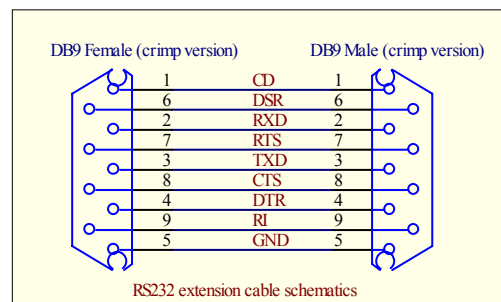 DB9 Female (crimp version) DB9 Male (crimp version)
1 CD 1
6 DSR 6
2 RXD 2
7 RTS 7
3 TXD 3
8 CTS 8
4 DTR 4
9 RI 9
5 GND 5
RS232 extension cable schematics